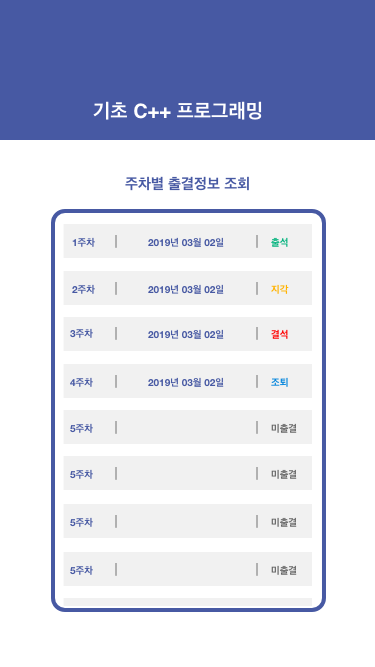 기초 C++ 프로그래밍
주차별 출결정보 조회
1주차 | 2019년 03월 02일 | 출석
2주차 | 2019년 03월 02일 | 지각
3주차 | 2019년 03월 02일 | 결석
4주차 | 2019년 03월 02일 | 조퇴
5주차 | | 미출결
5주차 | | 미출결
5주차 | | 미출결
5주차 | | 미출결